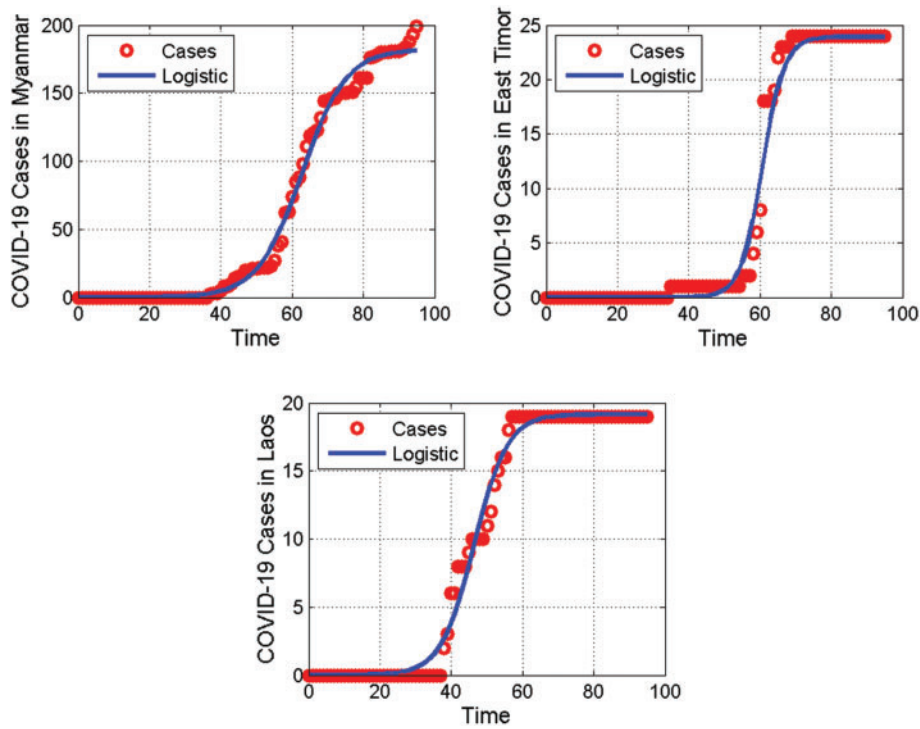 COVID-19 Cases in Myanmar
200
150
100
50
0
0 20 40 60 80 100
Time
Cases
Logistic
COVID-19 Cases in East Timor
25
20
15
10
5
0
0 20 40 60 80 100
Time
Cases
Logistic
COVID-19 Cases in Laos
20
15
10
5
0
0 20 40 60 80 100
Time
Cases
Logistic